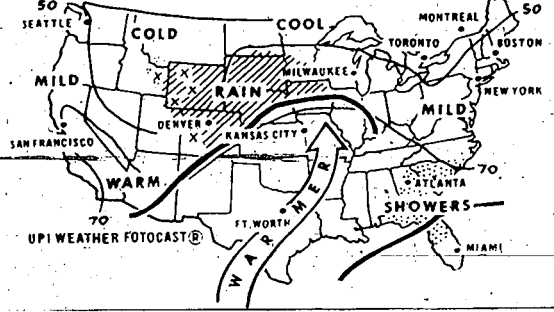 50
SEATTLE
COLD
COOL
MONTREAL
50
TORONTO
BOSTON
MILD
RAIN
MILWAUKEE
NEW YORK
MILD
DENVER
KANSAS CITY
SAN FRANCISCO
WARM
70
ATLANTA
SHOWERS
70
FT. WORTH
WARMER
UPI WEATHER FOTOCAST®
MIAMI